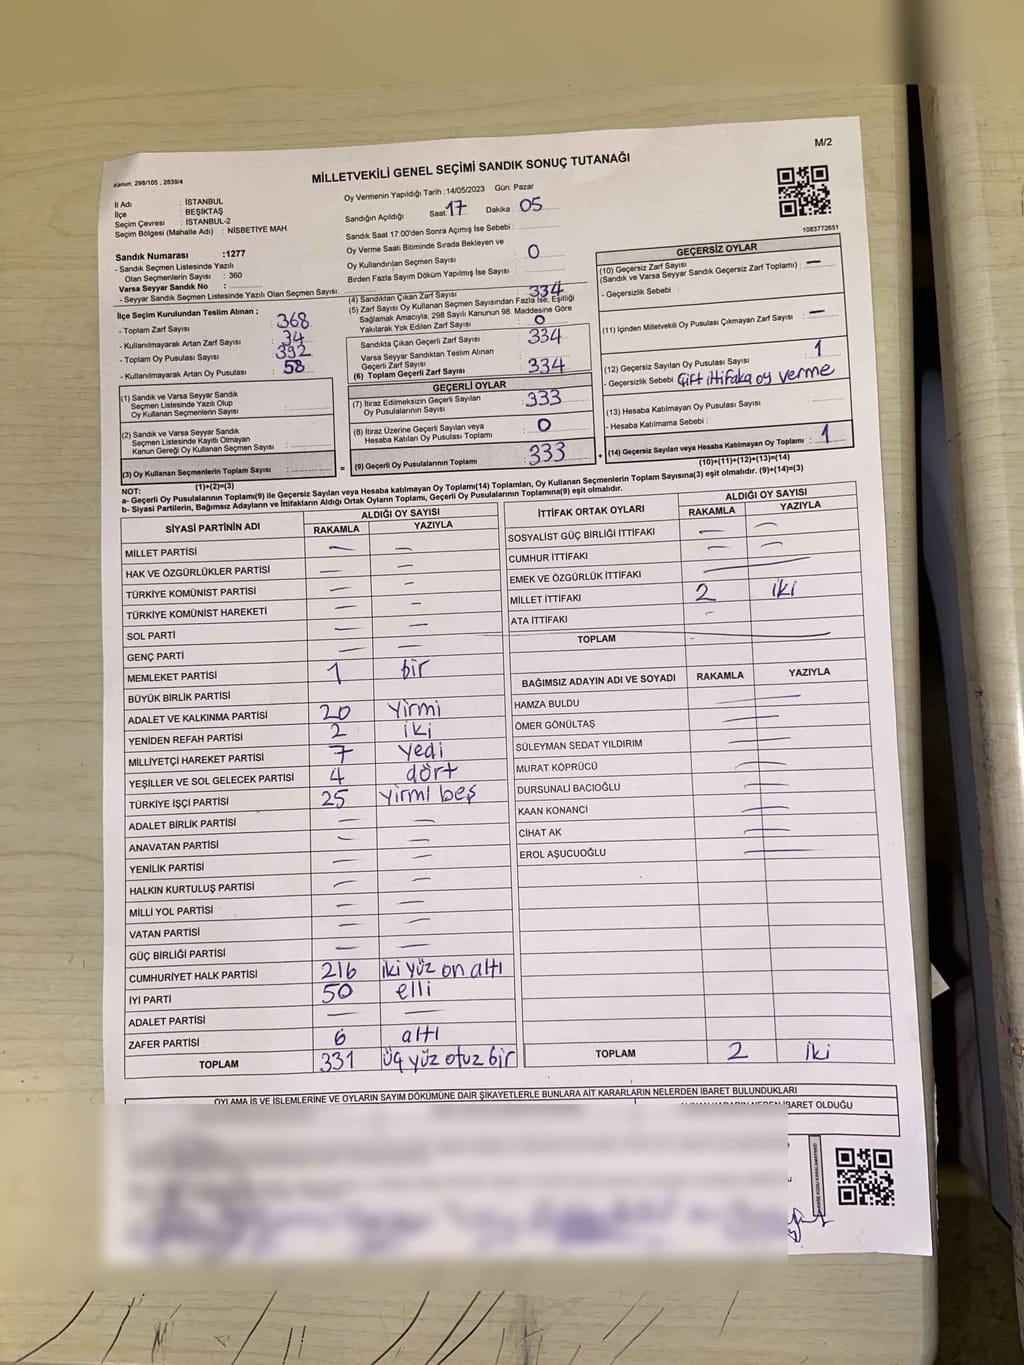 M/2
Kanun, 298/105 , 2839/4
MİLLETVEKİLİ GENEL SEÇİMİ SANDIK SONUÇ TUTANAĞI
İl Adı : İSTANBUL
İlçe : BEŞİKTAŞ
Seçim Çevresi : İSTANBUL-2
Seçim Bölgesi (Mahalle Adı) : NİSBETİYE MAH.
Sandık Numarası :1277
- Sandık Seçmen Listesinde Yazılı
Olan Seçmenlerin Sayısı : 360
Varsa Seyyar Sandık No :
- Seyyar Sandık Seçmen Listesinde Yazılı Olan Seçmen Sayısı:
Oy Vermenin Yapıldığı Tarih :14/05/2023 Gün: Pazar
Sandığın Açıldığı Saat: 17 Dakika : 05
Sandık Saat 17:00'den Sonra Açımış İse Sebebi :
Oy Verme Saati Bitiminde Sırada Bekleyen ve
Oy Kullandırılan Seçmen Sayısı : 0
Birden Fazla Sayım Döküm Yapılmış İse Sayısı :
1083772651
İlçe Seçim Kurulundan Teslim Alınan ;
- Toplam Zarf Sayısı : 368
- Kullanılmayarak Artan Zarf Sayısı : 34
- Toplam Oy Pusulası Sayısı : 392
- Kullanılmayarak Artan Oy Pusulası : 58
(1) Sandık ve Varsa Seyyar Sandık
Seçmen Listesinde Yazılı Olup
Oy Kullanan Seçmenlerin Sayısı :
(2) Sandık ve Varsa Seyyar Sandık
Seçmen Listesinde Kayıtlı Olmayan
Kanun Gereği Oy Kullanan Seçmen Sayısı :
(3) Oy Kullanan Seçmenlerin Toplam Sayısı :
(1)+(2)=(3)
(4) Sandıktan Çıkan Zarf Sayısı : 334
(5) Zarf Sayısı Oy Kullanan Seçmen Sayısından Fazla İse, Eşitliği
Sağlamak Amacıyla, 298 Sayılı Kanunun 98. Maddesine Göre
Yakılarak Yok Edilen Zarf Sayısı : 0
Sandıkta Çıkan Geçerli Zarf Sayısı : 334
Varsa Seyyar Sandıktan Teslim Alınan
Geçerli Zarf Sayısı :
(6) Toplam Geçerli Zarf Sayısı : 334
GEÇERLİ OYLAR
(7) İtiraz Edilmeksizin Geçerli Sayılan
Oy Pusulalarının Sayısı : 333
(8) İtiraz Üzerine Geçerli Sayılan veya
Hesaba Katılan Oy Pusulası Toplamı : 0
= (9) Geçerli Oy Pusulalarının Toplamı : 333 +
GEÇERSİZ OYLAR
(10) Geçersiz Zarf Sayısı
(Sandık ve Varsa Seyyar Sandık Geçersiz Zarf Toplamı) : —
- Geçersizlik Sebebi :
(11) İçinden Milletvekili Oy Pusulası Çıkmayan Zarf Sayısı : —
(12) Geçersiz Sayılan Oy Pusulası Sayısı : 1
- Geçersizlik Sebebi Çift ittifaka oy verme
(13) Hesaba Katılmayan Oy Pusulası Sayısı :
- Hesaba Katılmama Sebebi :
(14) Geçersiz Sayılan veya Hesaba Katılmayan Oy Toplamı : 1
(10)+(11)+(12)+(13)=(14)
NOT:
a- Geçerli Oy Pusulalarının Toplamı(9) ile Geçersiz Sayılan veya Hesaba katılmayan Oy Toplamı(14) Toplamları, Oy Kullanan Seçmenlerin Toplam Sayısına(3) eşit olmalıdır. (9)+(14)=(3)
b- Siyasi Partilerin, Bağımsız Adayların ve İttifakların Aldığı Ortak Oyların Toplamı, Geçerli Oy Pusulalarının Toplamına(9) eşit olmalıdır.
SİYASİ PARTİNİN ADI ALDIĞI OY SAYISI
RAKAMLA YAZIYLA
MİLLET PARTİSİ — —
HAK VE ÖZGÜRLÜKLER PARTİSİ — —
TÜRKİYE KOMÜNİST PARTİSİ — —
TÜRKİYE KOMÜNİST HAREKETİ — —
SOL PARTİ — —
GENÇ PARTİ — —
MEMLEKET PARTİSİ 1 bir
BÜYÜK BİRLİK PARTİSİ
ADALET VE KALKINMA PARTİSİ 20 yirmi
YENİDEN REFAH PARTİSİ 2 iki
MİLLİYETÇİ HAREKET PARTİSİ 7 yedi
YEŞİLLER VE SOL GELECEK PARTİSİ 4 dört
TÜRKİYE İŞÇİ PARTİSİ 25 yirmi beş
ADALET BİRLİK PARTİSİ — —
ANAVATAN PARTİSİ — —
YENİLİK PARTİSİ — —
HALKIN KURTULUŞ PARTİSİ — —
MİLLİ YOL PARTİSİ — —
VATAN PARTİSİ — —
GÜÇ BİRLİĞİ PARTİSİ — —
CUMHURİYET HALK PARTİSİ 216 iki yüz on altı
İYİ PARTİ 50 elli
ADALET PARTİSİ — —
ZAFER PARTİSİ 6 altı
TOPLAM 331 üç yüz otuz bir
İTTİFAK ORTAK OYLARI ALDIĞI OY SAYISI
RAKAMLA YAZIYLA
SOSYALİST GÜÇ BİRLİĞİ İTTİFAKI — —
CUMHUR İTTİFAKI — —
EMEK VE ÖZGÜRLÜK İTTİFAKI —
MİLLET İTTİFAKI 2 iki
ATA İTTİFAKI —
TOPLAM
BAĞIMSIZ ADAYIN ADI VE SOYADI RAKAMLA YAZIYLA
HAMZA BULDU —
ÖMER GÖNÜLTAŞ —
SÜLEYMAN SEDAT YILDIRIM —
MURAT KÖPRÜCÜ —
DURSUNALİ BACIOĞLU —
KAAN KONANCİ —
CİHAT AK —
EROL AŞUCUOĞLU —
TOPLAM 2 iki
OYLAMA İŞ VE İŞLEMLERİNE VE OYLARIN SAYIM DÖKÜMÜNE DAİR ŞİKAYETLERLE BUNLARA AİT KARARLARIN NELERDEN İBARET BULUNDUKLARI
İBARET OLDUĞU